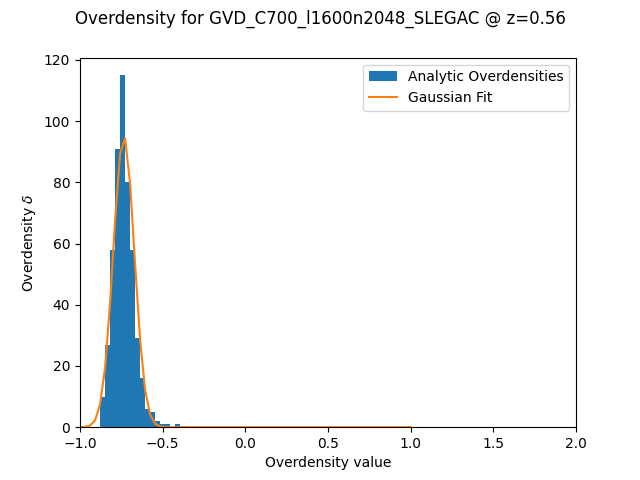 Overdensity for GVD_C700_l1600n2048_SLEGAC @ z=0.56
Analytic Overdensities
Gaussian Fit
Overdensity δ
120
100
80
60
40
20
0
−1.0 −0.5 0.0 0.5 1.0 1.5 2.0
Overdensity value